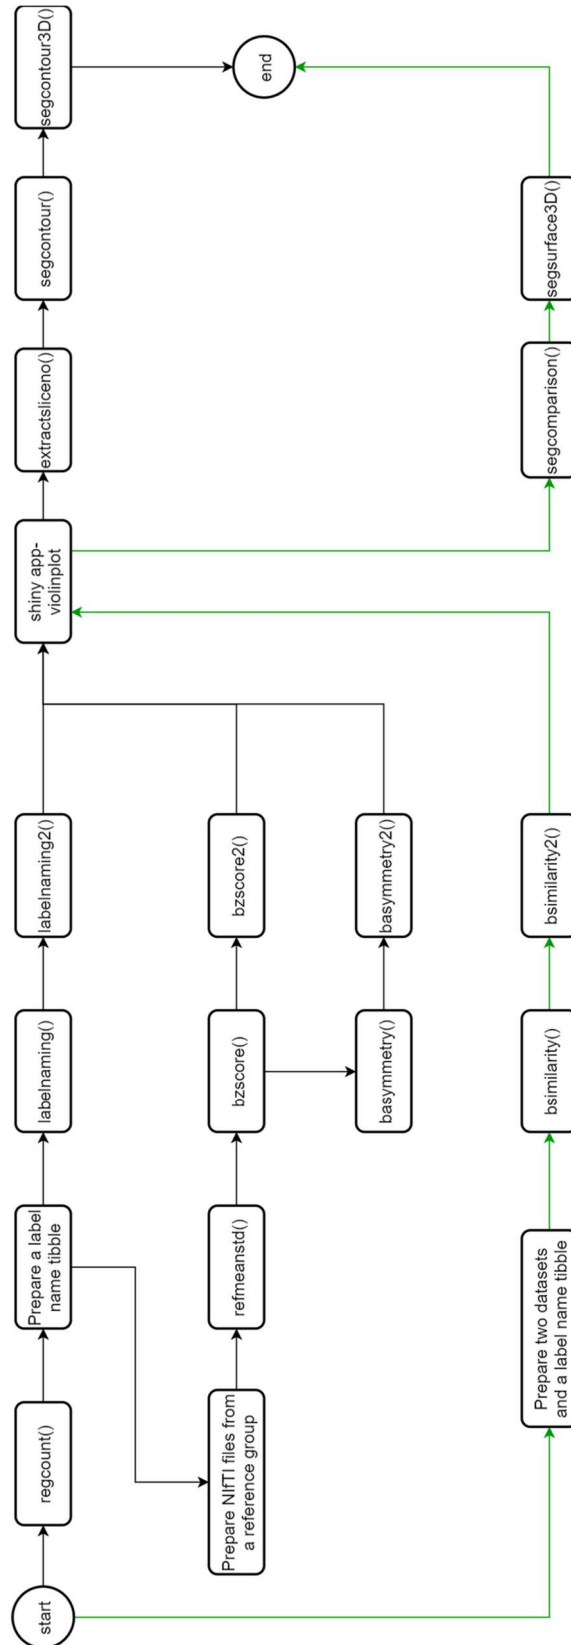 start
regcount()
Prepare a label
name tibble
labelnaming()
labelnaming2()
shiny app-
violinplot
extractsliceno()
segcontour()
segcontour3D()
end
Prepare NIfTI files from
a reference group
refmeanstd()
bzscore()
bzscore2()
basymmetry()
basymmetry2()
Prepare two datasets
and a label name tibble
bsimilarity()
bsimilarity2()
segcomparison()
segsurface3D()